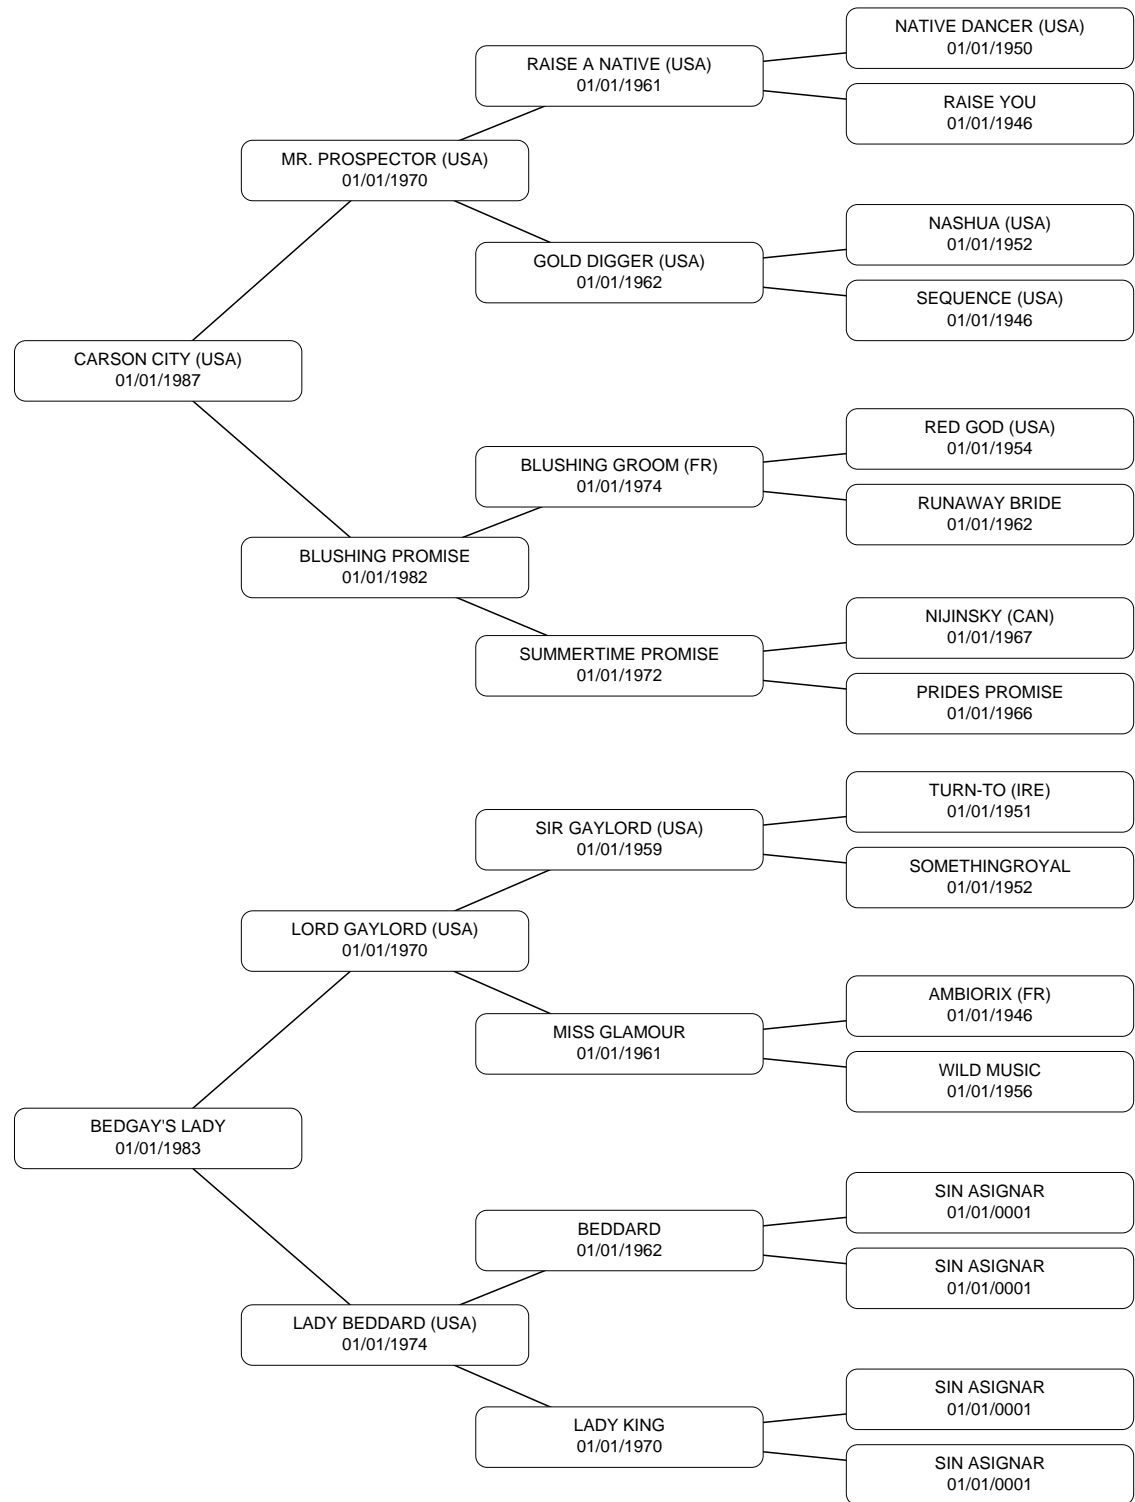 NATIVE DANCER (USA)
01/01/1950
RAISE A NATIVE (USA)
01/01/1961
RAISE YOU
01/01/1946
MR. PROSPECTOR (USA)
01/01/1970
NASHUA (USA)
01/01/1952
GOLD DIGGER (USA)
01/01/1962
SEQUENCE (USA)
01/01/1946
CARSON CITY (USA)
01/01/1987
RED GOD (USA)
01/01/1954
BLUSHING GROOM (FR)
01/01/1974
RUNAWAY BRIDE
01/01/1962
BLUSHING PROMISE
01/01/1982
NIJINSKY (CAN)
01/01/1967
SUMMERTIME PROMISE
01/01/1972
PRIDES PROMISE
01/01/1966
TURN-TO (IRE)
01/01/1951
SIR GAYLORD (USA)
01/01/1959
SOMETHINGROYAL
01/01/1952
LORD GAYLORD (USA)
01/01/1970
AMBIORIX (FR)
01/01/1946
MISS GLAMOUR
01/01/1961
WILD MUSIC
01/01/1956
BEDGAY'S LADY
01/01/1983
SIN ASIGNAR
01/01/0001
BEDDARD
01/01/1962
SIN ASIGNAR
01/01/0001
LADY BEDDARD (USA)
01/01/1974
SIN ASIGNAR
01/01/0001
LADY KING
01/01/1970
SIN ASIGNAR
01/01/0001